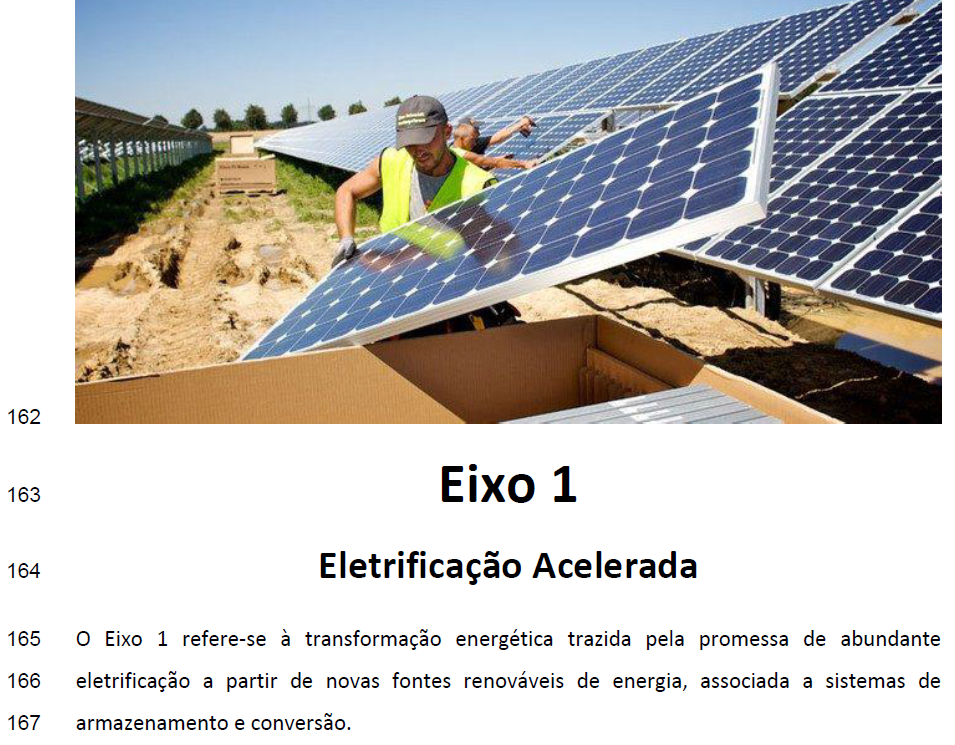 162
163 Eixo 1
164 Eletrificação Acelerada
165 O Eixo 1 refere-se à transformação energética trazida pela promessa de abundante
166 eletrificação a partir de novas fontes renováveis de energia, associada a sistemas de
167 armazenamento e conversão.